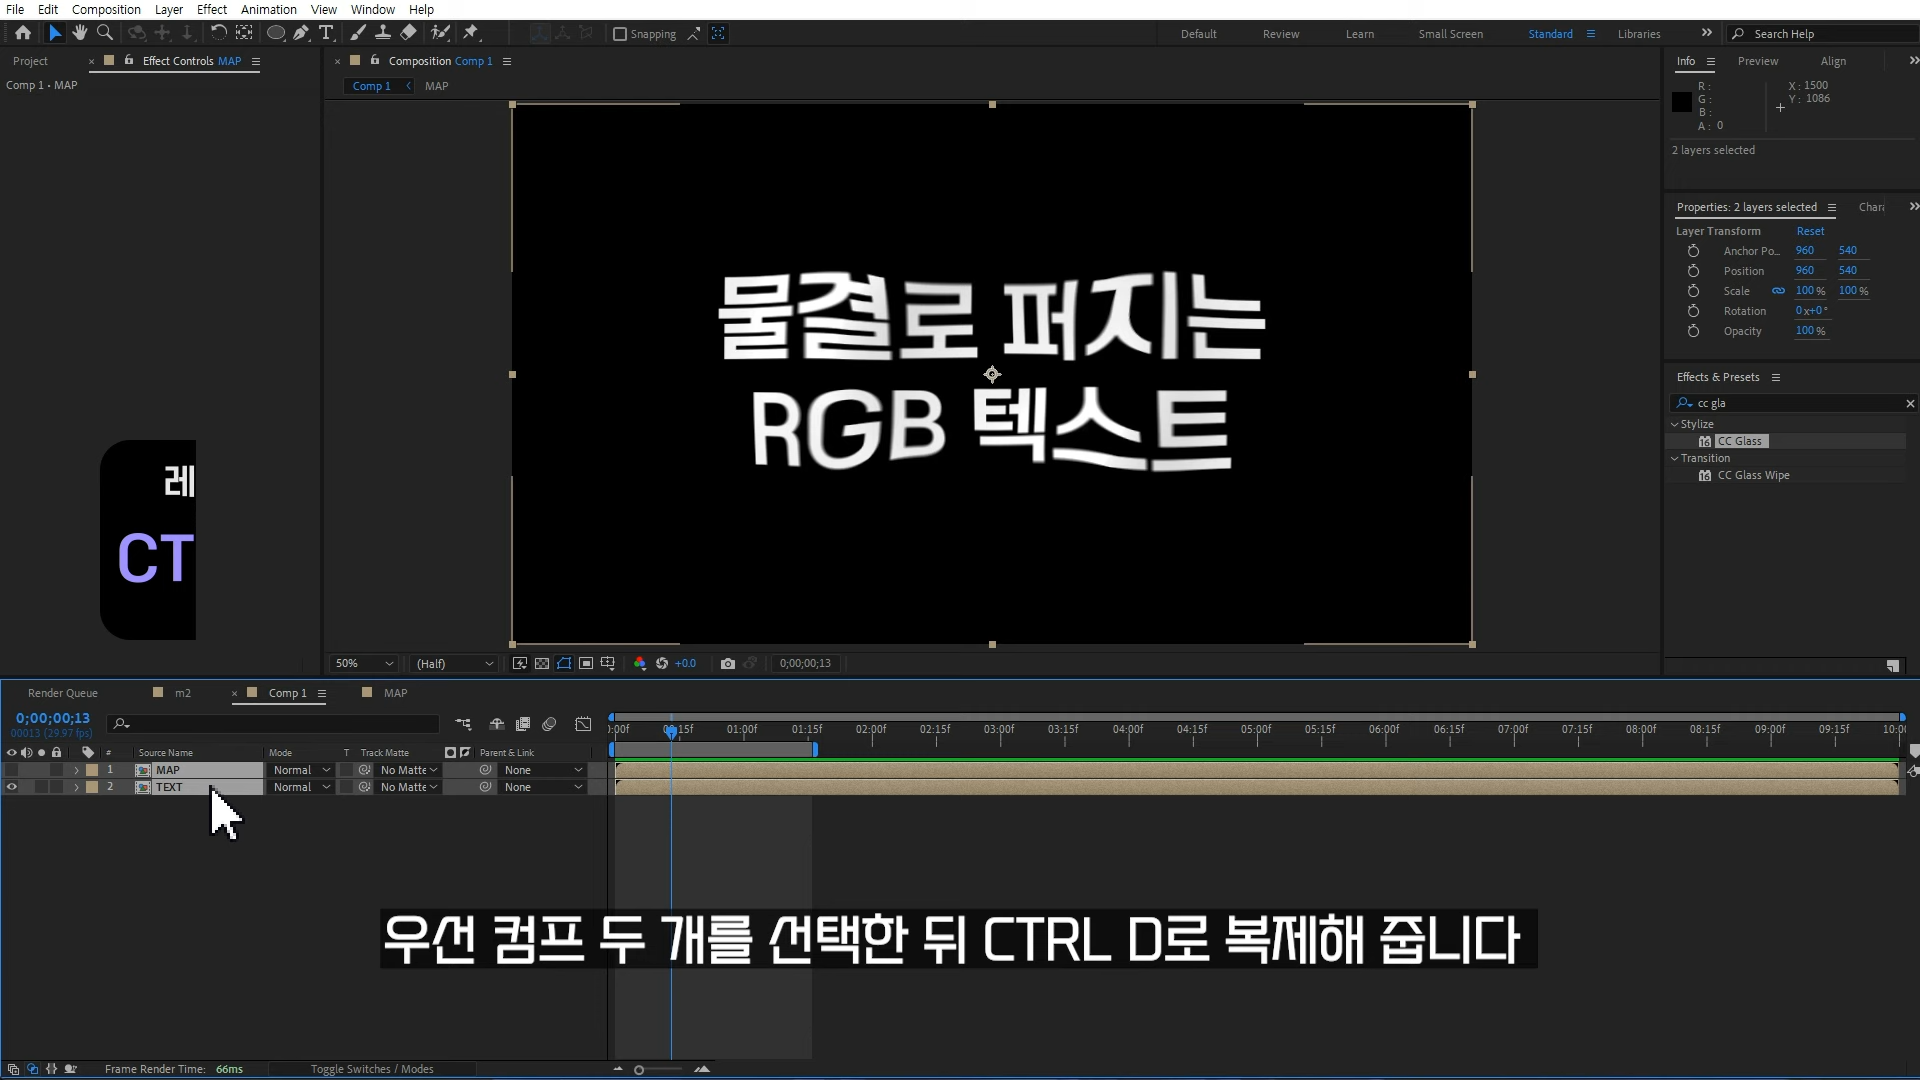 File Edit Composition Layer Effect Animation View Window Help
Snapping Default Review Learn Small Screen Standard Libraries Search Help
Project Effect Controls MAP
Comp 1 • MAP
Composition Comp 1
Comp 1 MAP
Info Preview Align
R :
G :
B :
A : 0
X : 1500
Y : 1086
2 layers selected
Properties: 2 layers selected
Layer Transform Reset
Anchor Po... 960 540
Position 960 540
Scale 100 % 100 %
Rotation 0x+0°
Opacity 100 %
Effects & Presets
cc gla
Stylize
CC Glass
Transition
CC Glass Wipe
물결로 퍼지는
RGB 텍스트
레
CT
50% (Half) +0.0 0;00;00;13
Render Queue m2 Comp 1 MAP
0;00;00;13
00013 (29.97 fps)
# Source Name Mode T Track Matte Parent & Link
1 MAP Normal No Matte None
2 TEXT Normal No Matte None
01:00f 01:15f 02:00f 02:15f 03:00f 03:15f 04:00f 04:15f 05:00f 05:15f 06:00f 06:15f 07:00f 07:15f 08:00f 08:15f 09:00f 09:15f
우선 컴프 두 개를 선택한 뒤 CTRL D로 복제해 줍니다
Frame Render Time: 66ms Toggle Switches / Modes